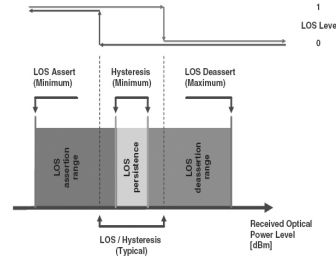 1
LOS Level
0
LOS Assert
(Minimum)
Hysteresis
(Minimum)
LOS Deassert
(Maximum)
LOS
assertion
range
LOS
persistence
LOS
deassertion
range
LOS / Hysteresis
(Typical)
Received Optical
Power Level
[dBm]